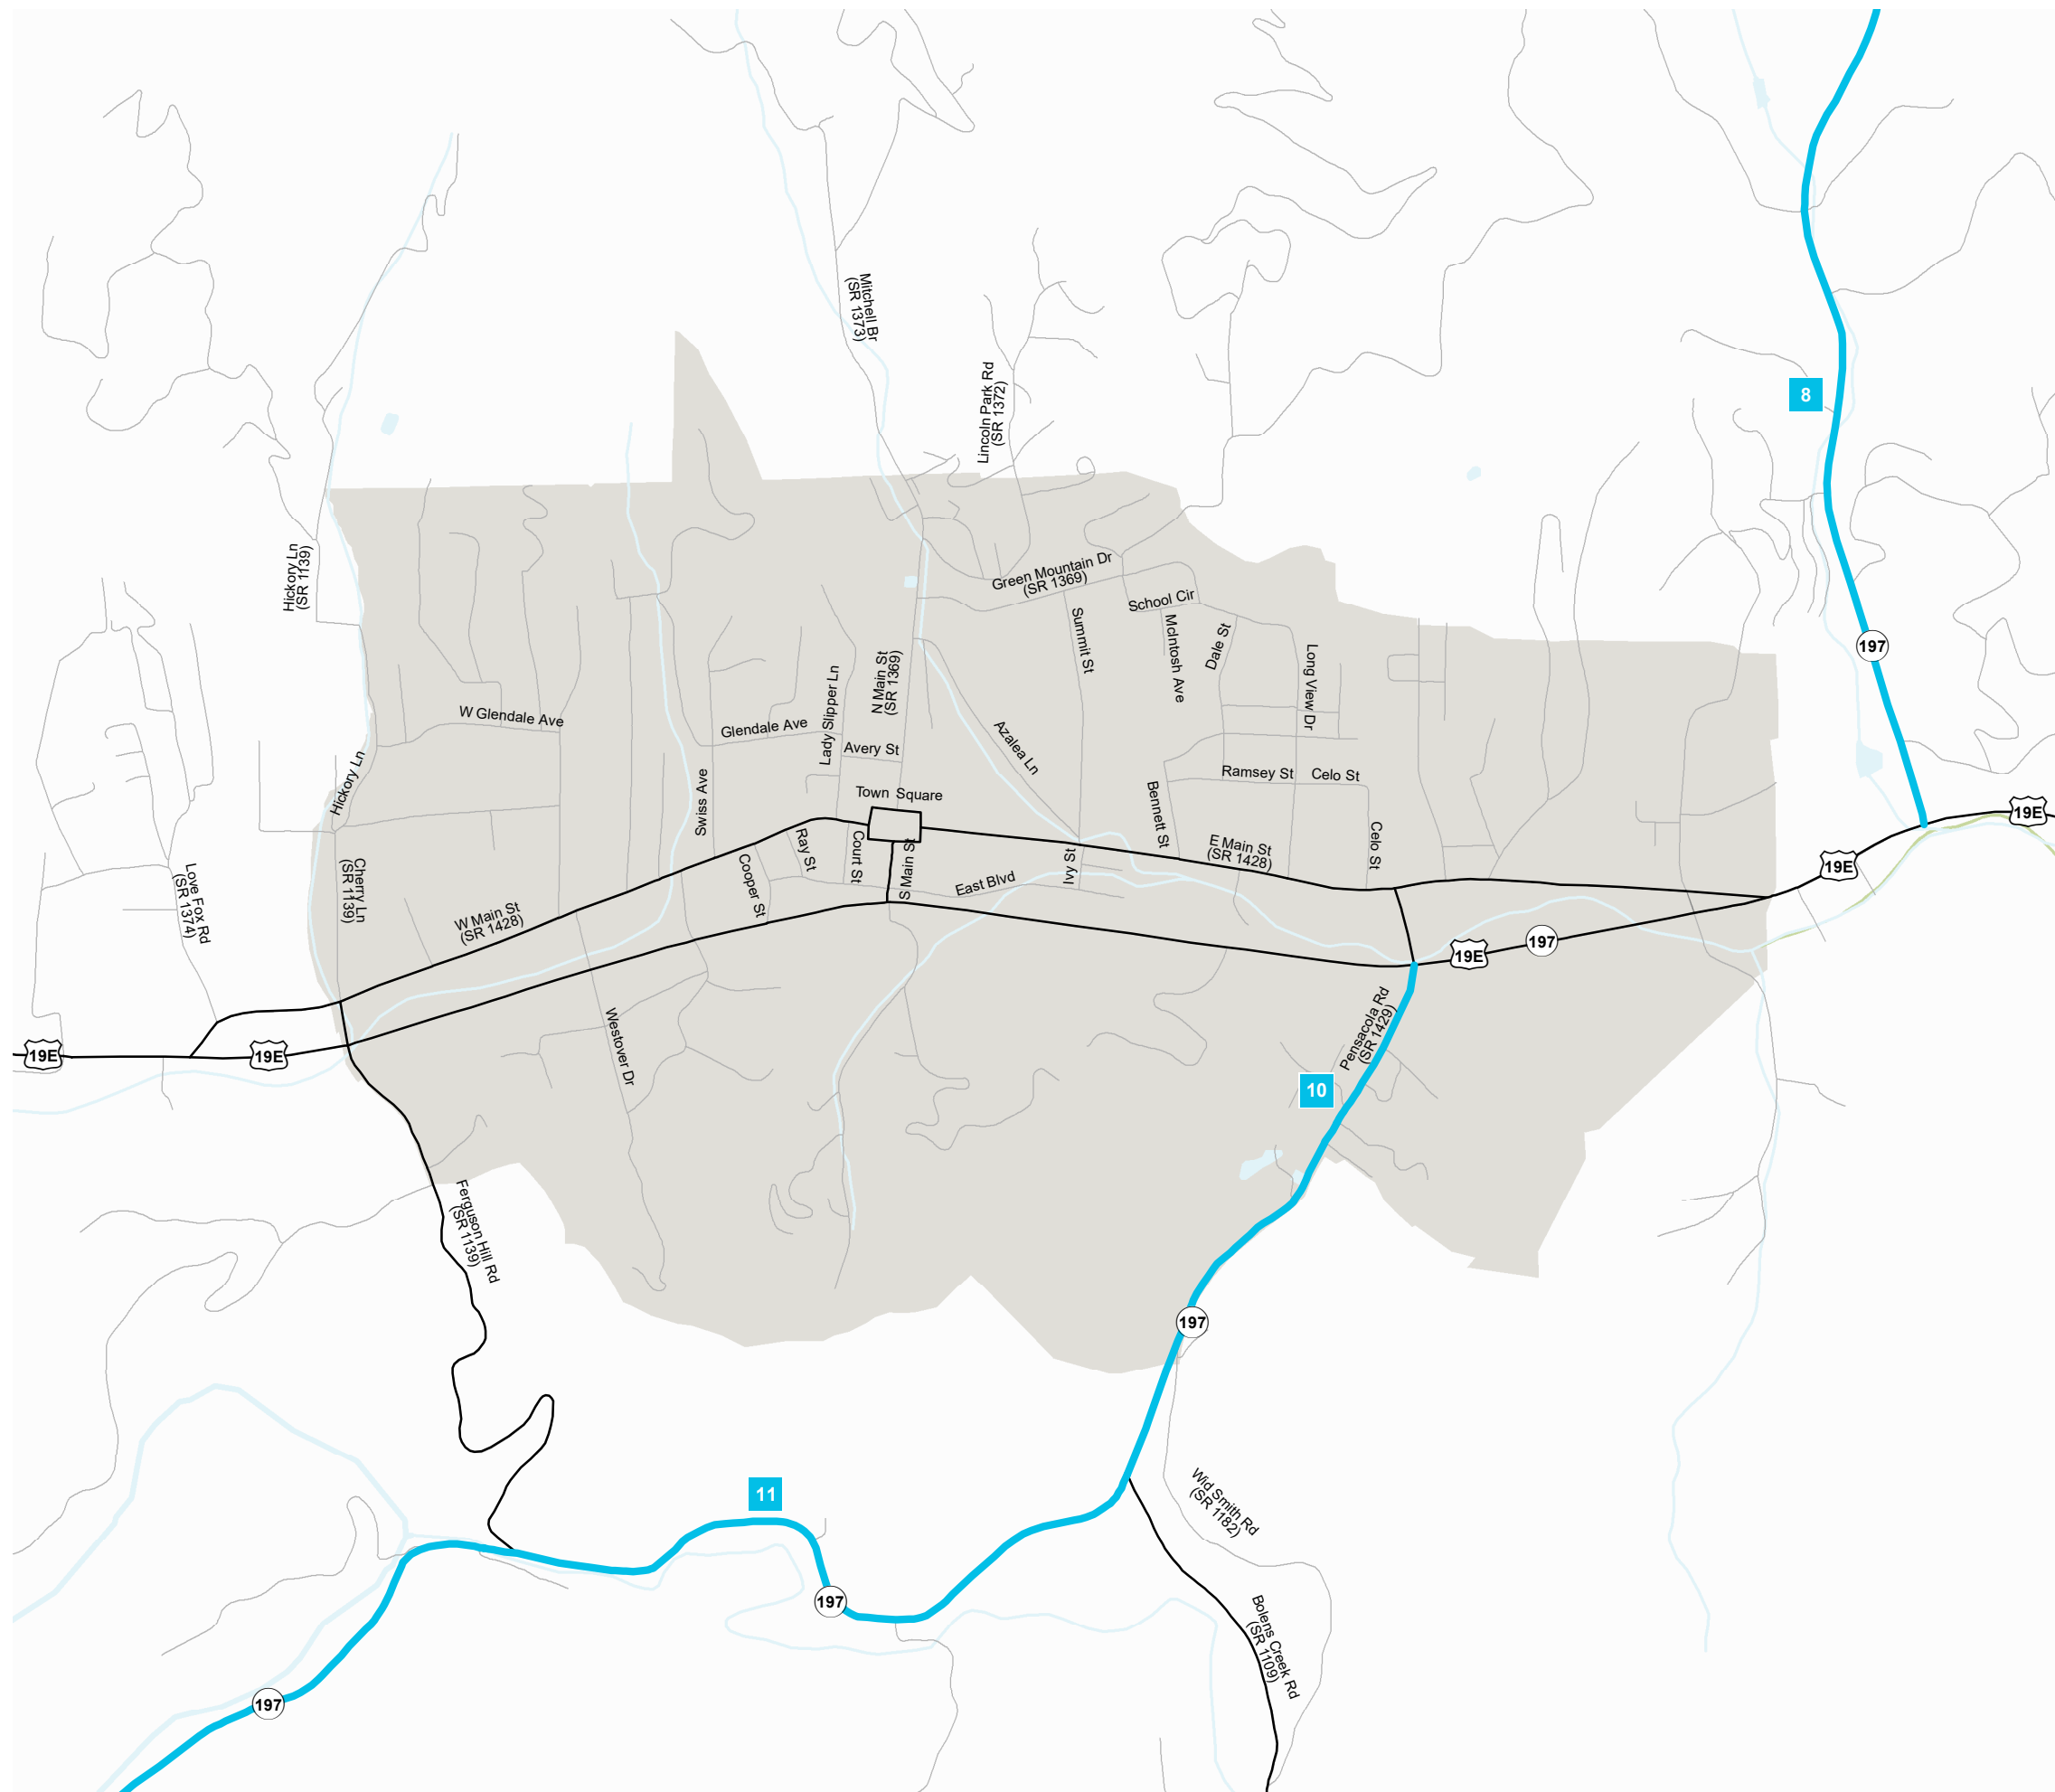 Mitchell Br
(SR 1373)
Lincoln Park Rd
(SR 1372)
8
Hickory Ln
(SR 1139)
Green Mountain Dr
(SR 1369)
School Cir
Summit St
McIntosh Ave
Dale St
Long View Dr
197
N Main St
(SR 1369)
Lady Slipper Ln
W Glendale Ave
Glendale Ave
Avery St
Azalea Ln
Hickory Ln
Swiss Ave
Town Square
Ramsey St
Celo St
Bennett St
19E
Ray St
Court St
S Main St
Ivy St
E Main St
(SR 1428)
Celo St
19E
Love Fox Rd
(SR 1374)
Cherry Ln
(SR 1139)
Cooper St
East Blvd
W Main St
(SR 1428)
197
19E
19E
19E
Westover Dr
Pensacola Rd
(SR 1429)
10
Ferguson Hill Rd
(SR 1139)
197
11
Wid Smith Rd
(SR 1182)
197
Bolens Creek Rd
(SR 1109)
197